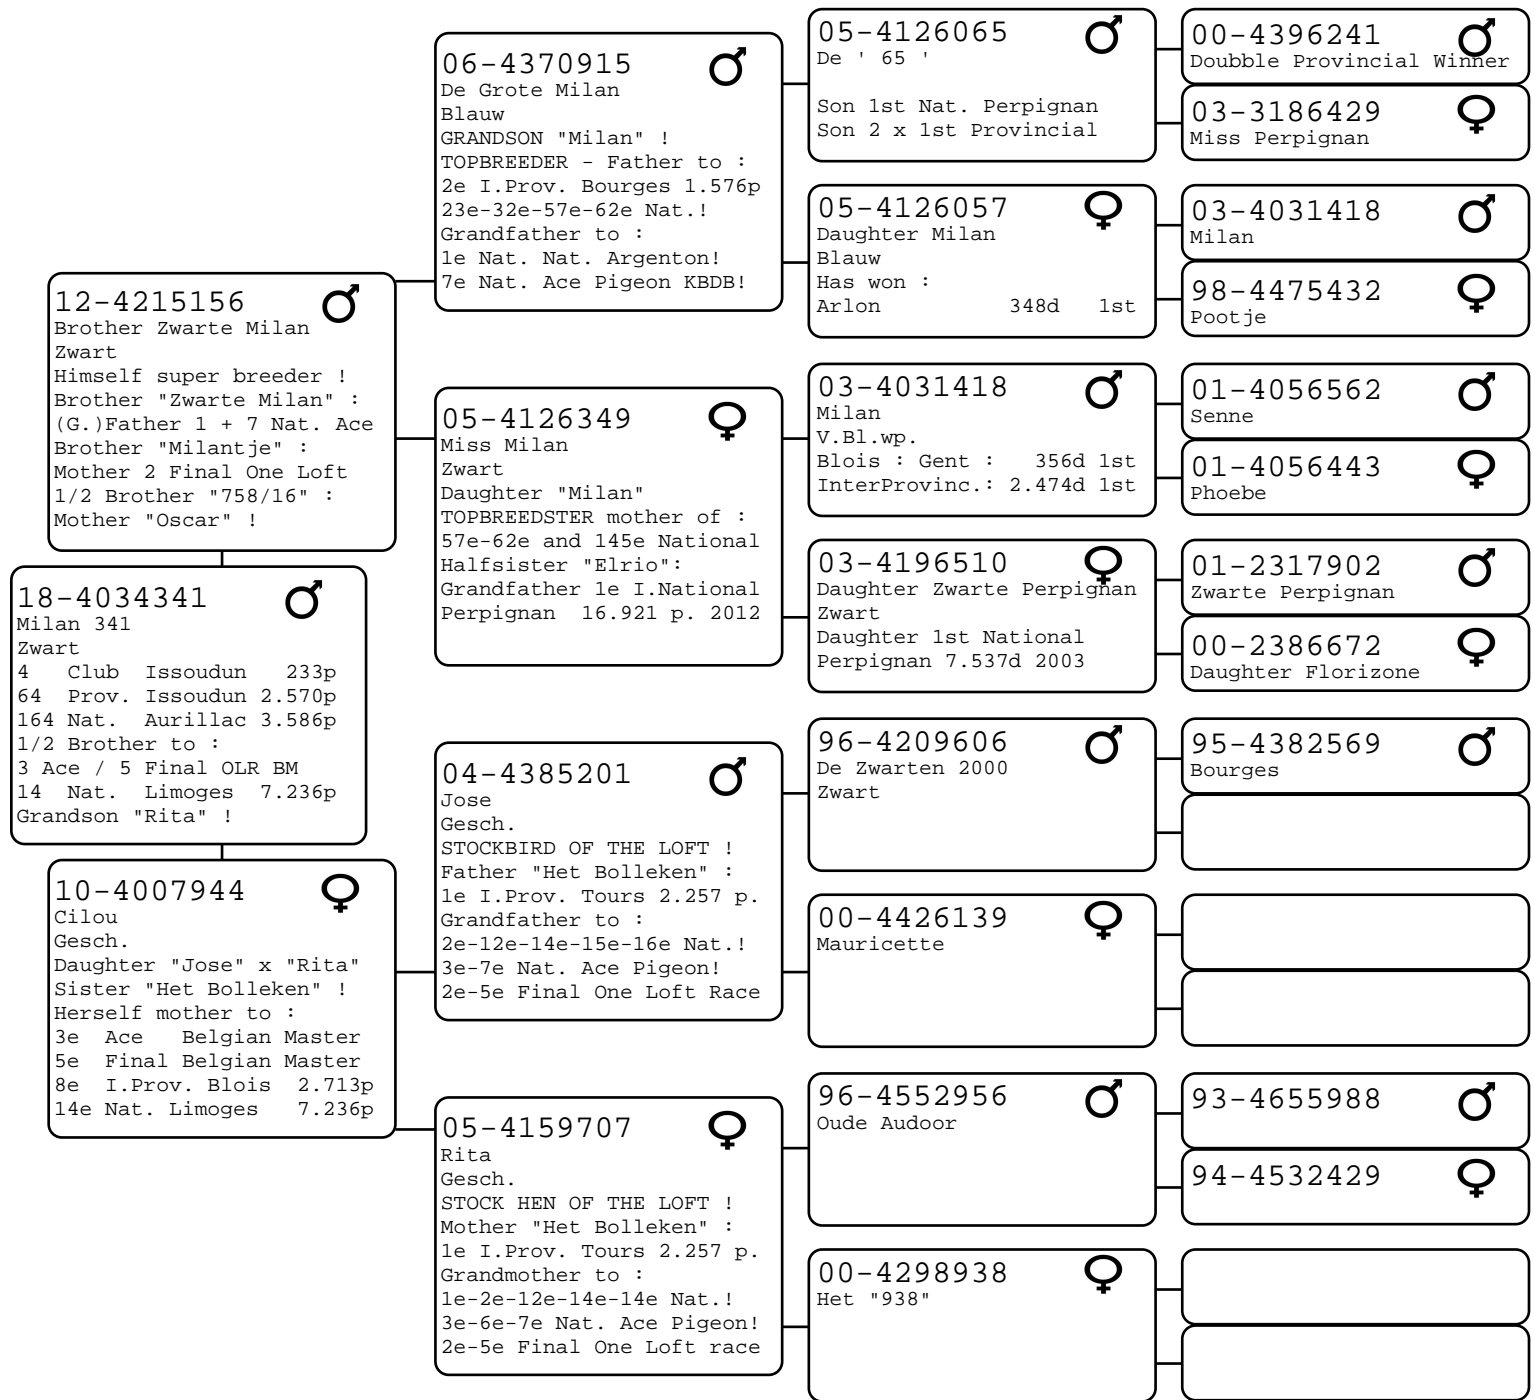 18-4034341
Milan 341
Zwart
4   Club  Issoudun   233p
64  Prov. Issoudun 2.570p
164 Nat.  Aurillac 3.586p
1/2 Brother to :
3 Ace / 5 Final OLR BM
14  Nat.  Limoges  7.236p
Grandson "Rita" !
12-4215156
Brother Zwarte Milan
Zwart
Himself super breeder !
Brother "Zwarte Milan" :
(G.)Father 1 + 7 Nat. Ace
Brother "Milantje" :
Mother 2 Final One Loft
1/2 Brother "758/16" :
Mother "Oscar" !
10-4007944
Cilou
Gesch.
Daughter "Jose" x "Rita"
Sister "Het Bolleken" !
Herself mother to :
3e  Ace   Belgian Master
5e  Final Belgian Master
8e  I.Prov. Blois  2.713p
14e Nat. Limoges   7.236p
06-4370915
De Grote Milan
Blauw
GRANDSON "Milan" !
TOPBREEDER - Father to :
2e I.Prov. Bourges 1.576p
23e-32e-57e-62e Nat.!
Grandfather to :
1e Nat. Nat. Argenton!
7e Nat. Ace Pigeon KBDB!
05-4126349
Miss Milan
Zwart
Daughter "Milan"
TOPBREEDSTER mother of :
57e-62e and 145e National
Halfsister "Elrio":
Grandfather 1e I.National
Perpignan  16.921 p. 2012
04-4385201
Jose
Gesch.
STOCKBIRD OF THE LOFT !
Father "Het Bolleken" :
1e I.Prov. Tours 2.257 p.
Grandfather to :
2e-12e-14e-15e-16e Nat.!
3e-7e Nat. Ace Pigeon!
2e-5e Final One Loft Race
05-4159707
Rita
Gesch.
STOCK HEN OF THE LOFT !
Mother "Het Bolleken" :
1e I.Prov. Tours 2.257 p.
Grandmother to :
1e-2e-12e-14e-14e Nat.!
3e-6e-7e Nat. Ace Pigeon!
2e-5e Final One Loft race
05-4126065
De ' 65 '
Son 1st Nat. Perpignan
Son 2 x 1st Provincial
05-4126057
Daughter Milan
Blauw
Has won :
Arlon       348d   1st
03-4031418
Milan
V.Bl.wp.
Blois : Gent :   356d 1st
InterProvinc.: 2.474d 1st
03-4196510
Daughter Zwarte Perpignan
Zwart
Daughter 1st National
Perpignan 7.537d 2003
96-4209606
De Zwarten 2000
Zwart
00-4426139
Mauricette
96-4552956
Oude Audoor
00-4298938
Het "938"
00-4396241
Doubble Provincial Winner
03-3186429
Miss Perpignan
03-4031418
Milan
98-4475432
Pootje
01-4056562
Senne
01-4056443
Phoebe
01-2317902
Zwarte Perpignan
00-2386672
Daughter Florizone
95-4382569
Bourges
93-4655988
94-4532429